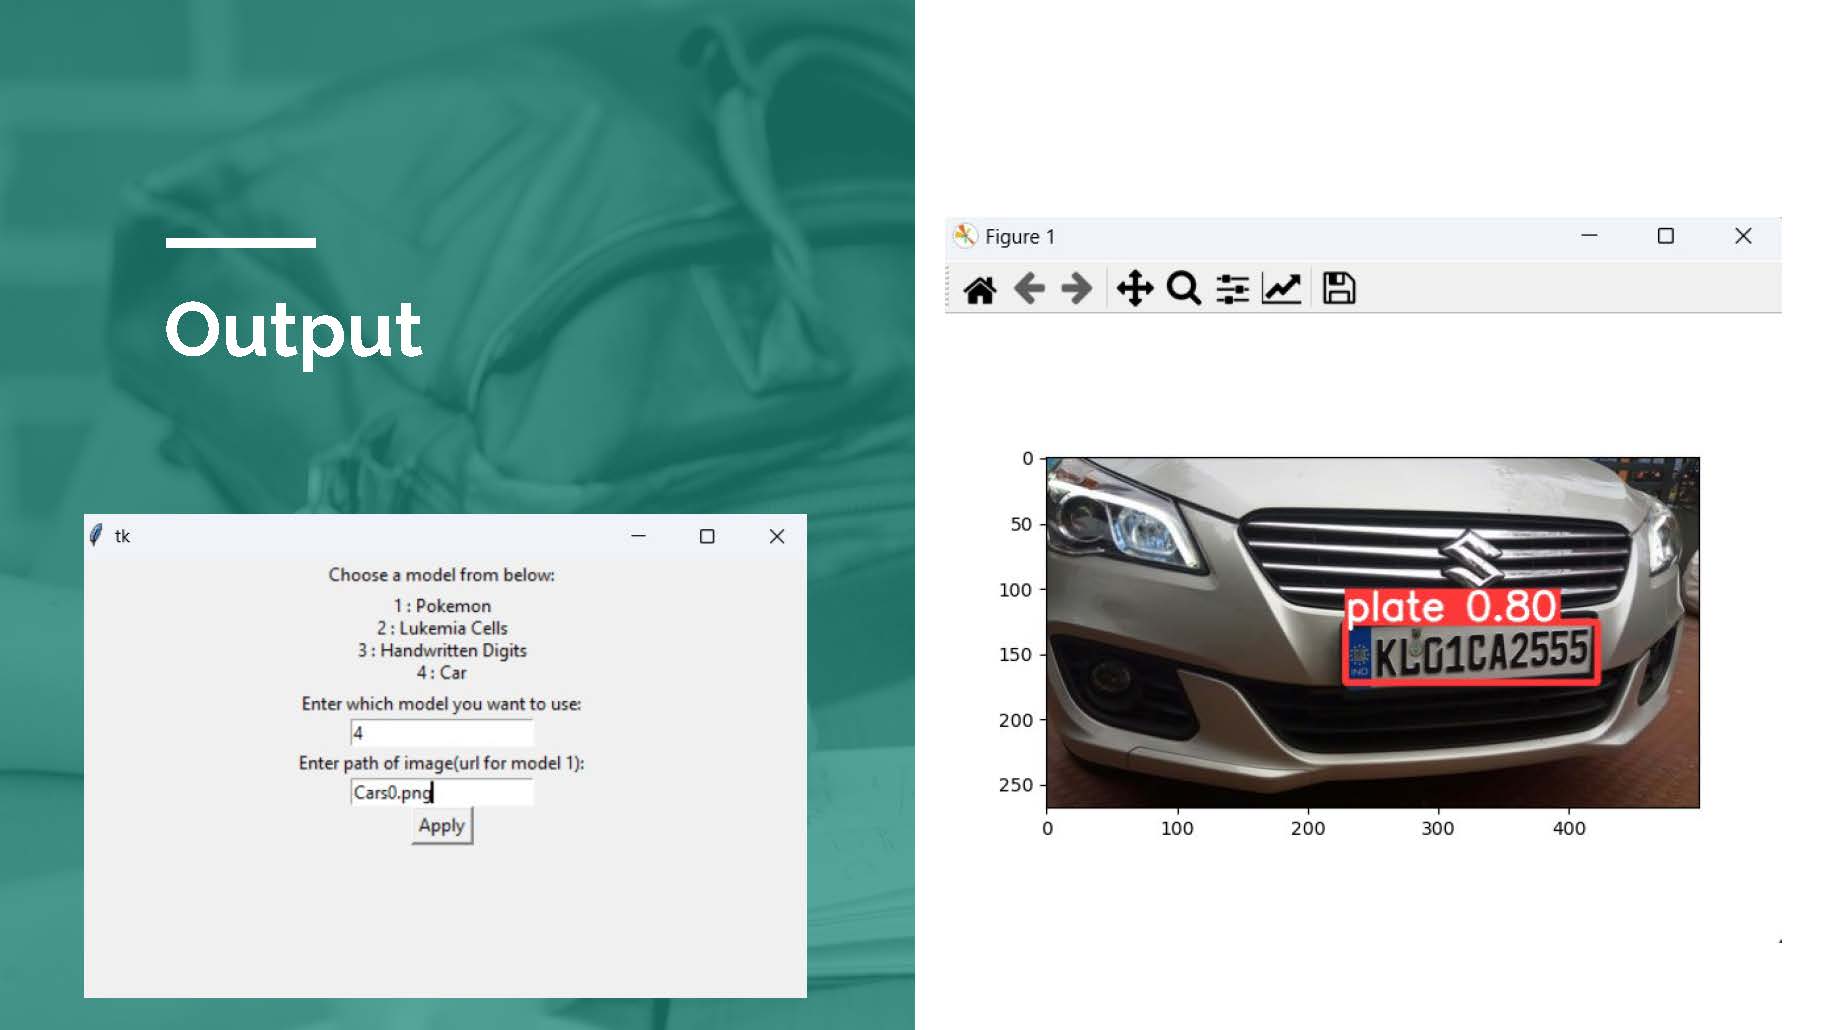 Output
tk
Choose a model from below:
1 : Pokemon
2 : Lukemia Cells
3 : Handwritten Digits
4 : Car
Enter which model you want to use:
4
Enter path of image(url for model 1):
Cars0.png
Apply
Figure 1
0
50
100
150
200
250
plate 0.80
IND
KL01CA2555
0
100
200
300
400